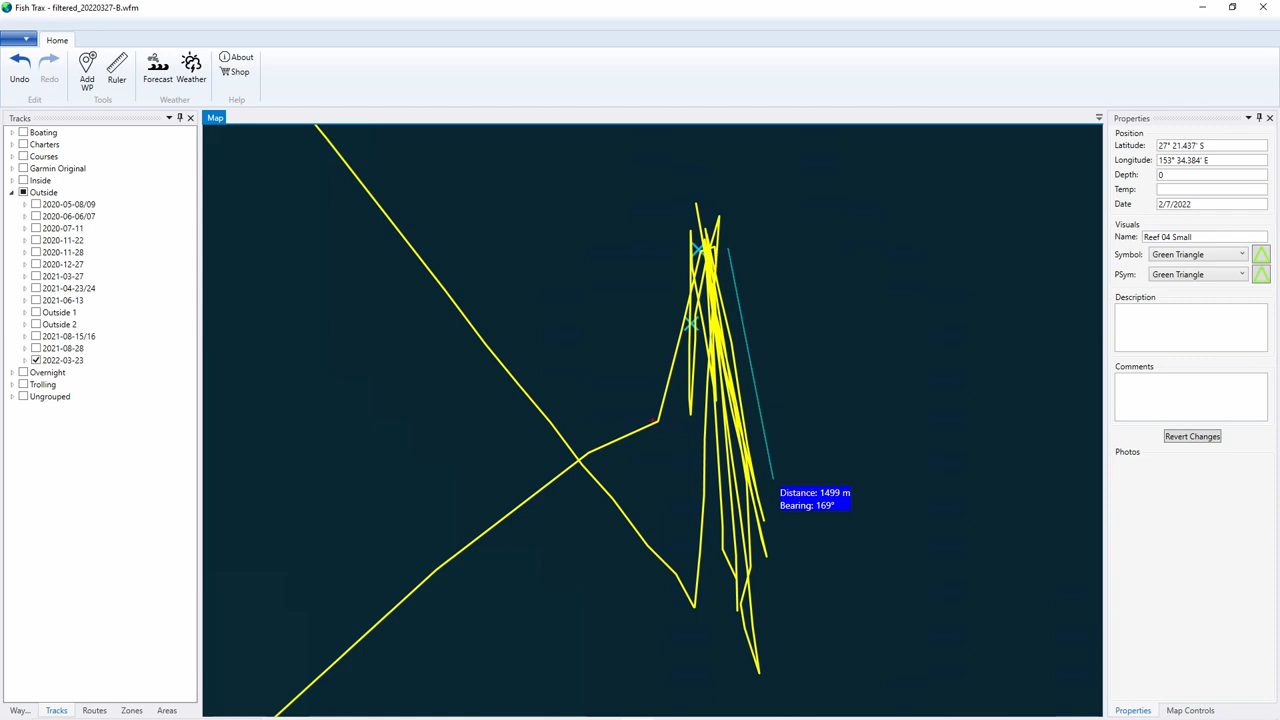 Fish Trax - filtered_20220327-B.wfm
Home
Undo
Redo
Edit
Add WP
Ruler
Tools
Forecast
Weather
Weather
About
Shop
Help
Tracks
Boating
Charters
Courses
Garmin Original
Inside
Outside
2020-05-08/09
2020-06-06/07
2020-07-11
2020-11-22
2020-11-28
2020-12-27
2021-03-27
2021-04-23/24
2021-06-13
Outside 1
Outside 2
2021-08-15/16
2021-08-28
2022-03-23
Overnight
Trolling
Ungrouped
Way...
Tracks
Routes
Zones
Areas
Map
Distance: 1499 m
Bearing: 169°
Properties
Position
Latitude: 27° 21.437' S
Longitude: 153° 34.384' E
Depth: 0
Temp:
Date 2/7/2022
Visuals
Name: Reef 04 Small
Symbol: Green Triangle
PSym: Green Triangle
Description
Comments
Revert Changes
Photos
Properties
Map Controls